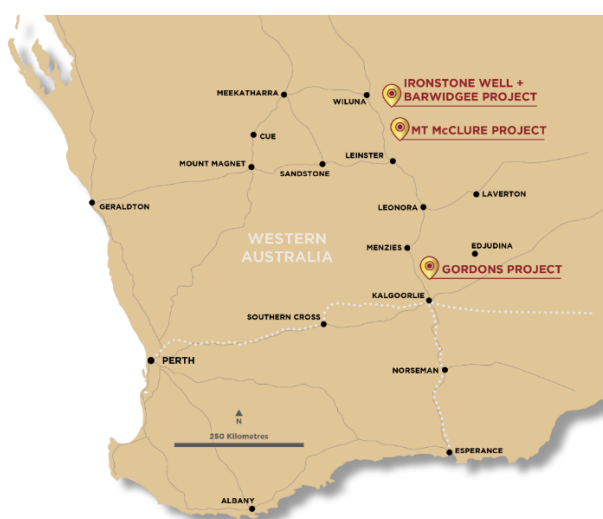 IRONSTONE WELL +
BARWIDGEE PROJECT
MEEKATHARRA
WILUNA
MT McCLURE PROJECT
CUE
LEINSTER
MOUNT MAGNET
SANDSTONE
LAVERTON
GERALDTON
LEONORA
WESTERN
AUSTRALIA
MENZIES
EDJUDINA
GORDONS PROJECT
KALGOORLIE
SOUTHERN CROSS
PERTH
NORSEMAN
N
250 Kilometres
ESPERANCE
ALBANY